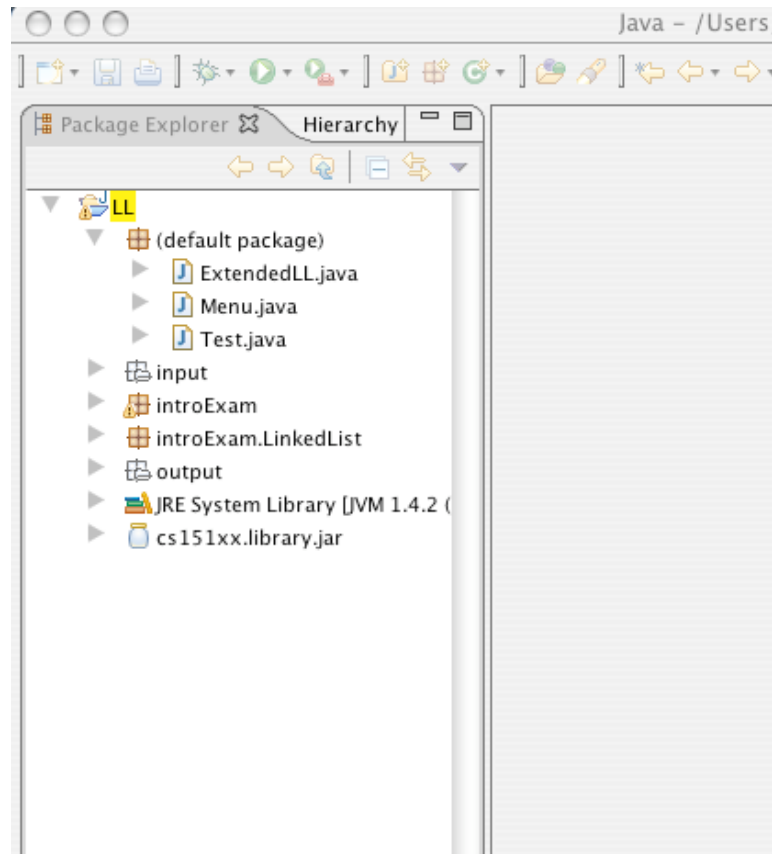 Java – /Users
Package Explorer
Hierarchy
LL
(default package)
ExtendedLL.java
Menu.java
Test.java
input
introExam
introExam.LinkedList
output
JRE System Library [JVM 1.4.2 (
cs151xx.library.jar